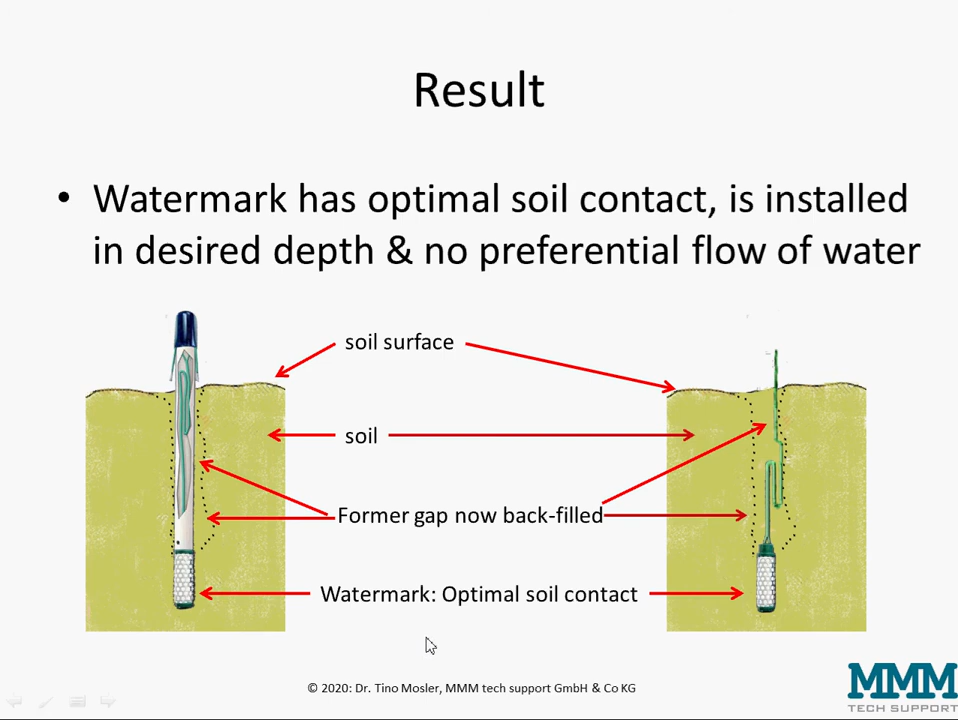 Result
• Watermark has optimal soil contact, is installed
in desired depth & no preferential flow of water
soil surface
soil
Former gap now back-filled
Watermark: Optimal soil contact
© 2020: Dr. Tino Mosler, MMM tech support GmbH & Co KG
MMM
TECH SUPPORT